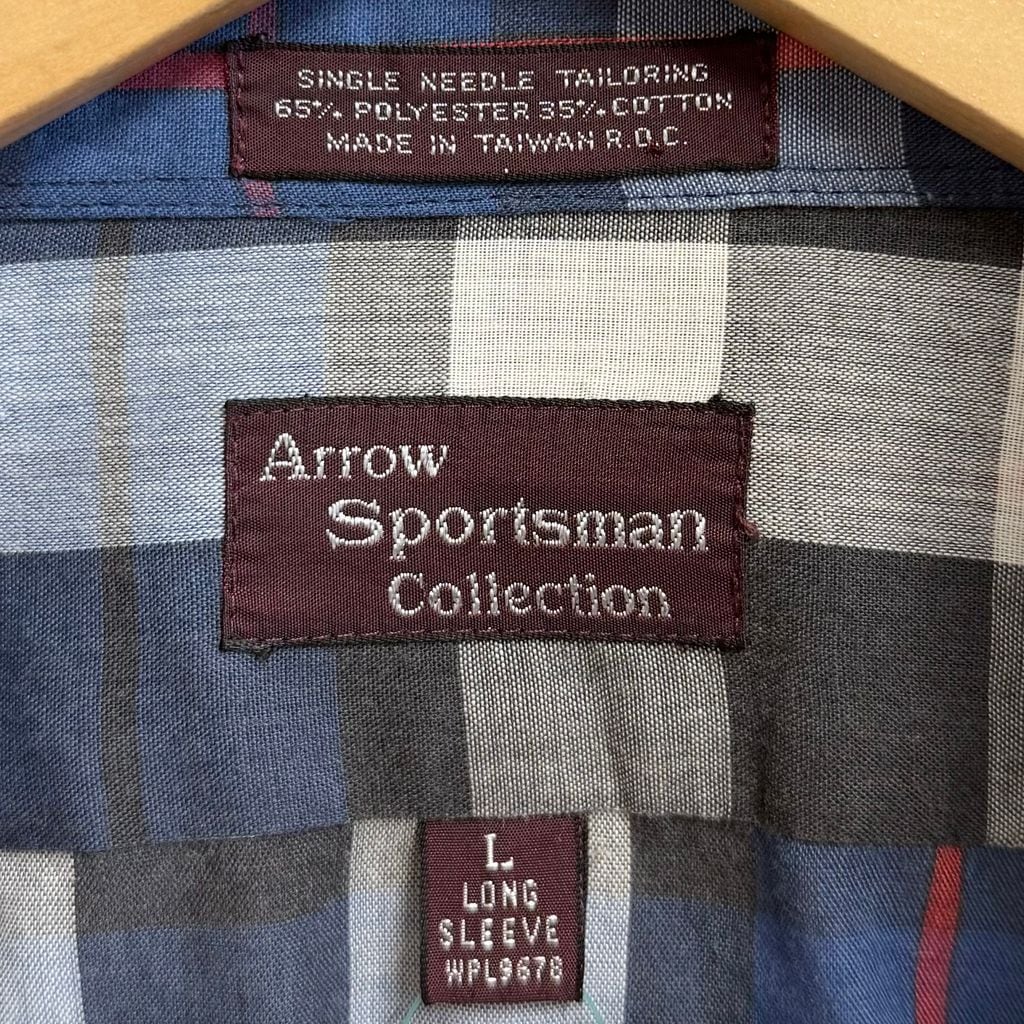 SINGLE NEEDLE TAILORING
65% POLYESTER 35% COTTON
MADE IN TAIWAN R.O.C.
Arrow
Sportsman
Collection
L
LONG
SLEEVE
WPL9678